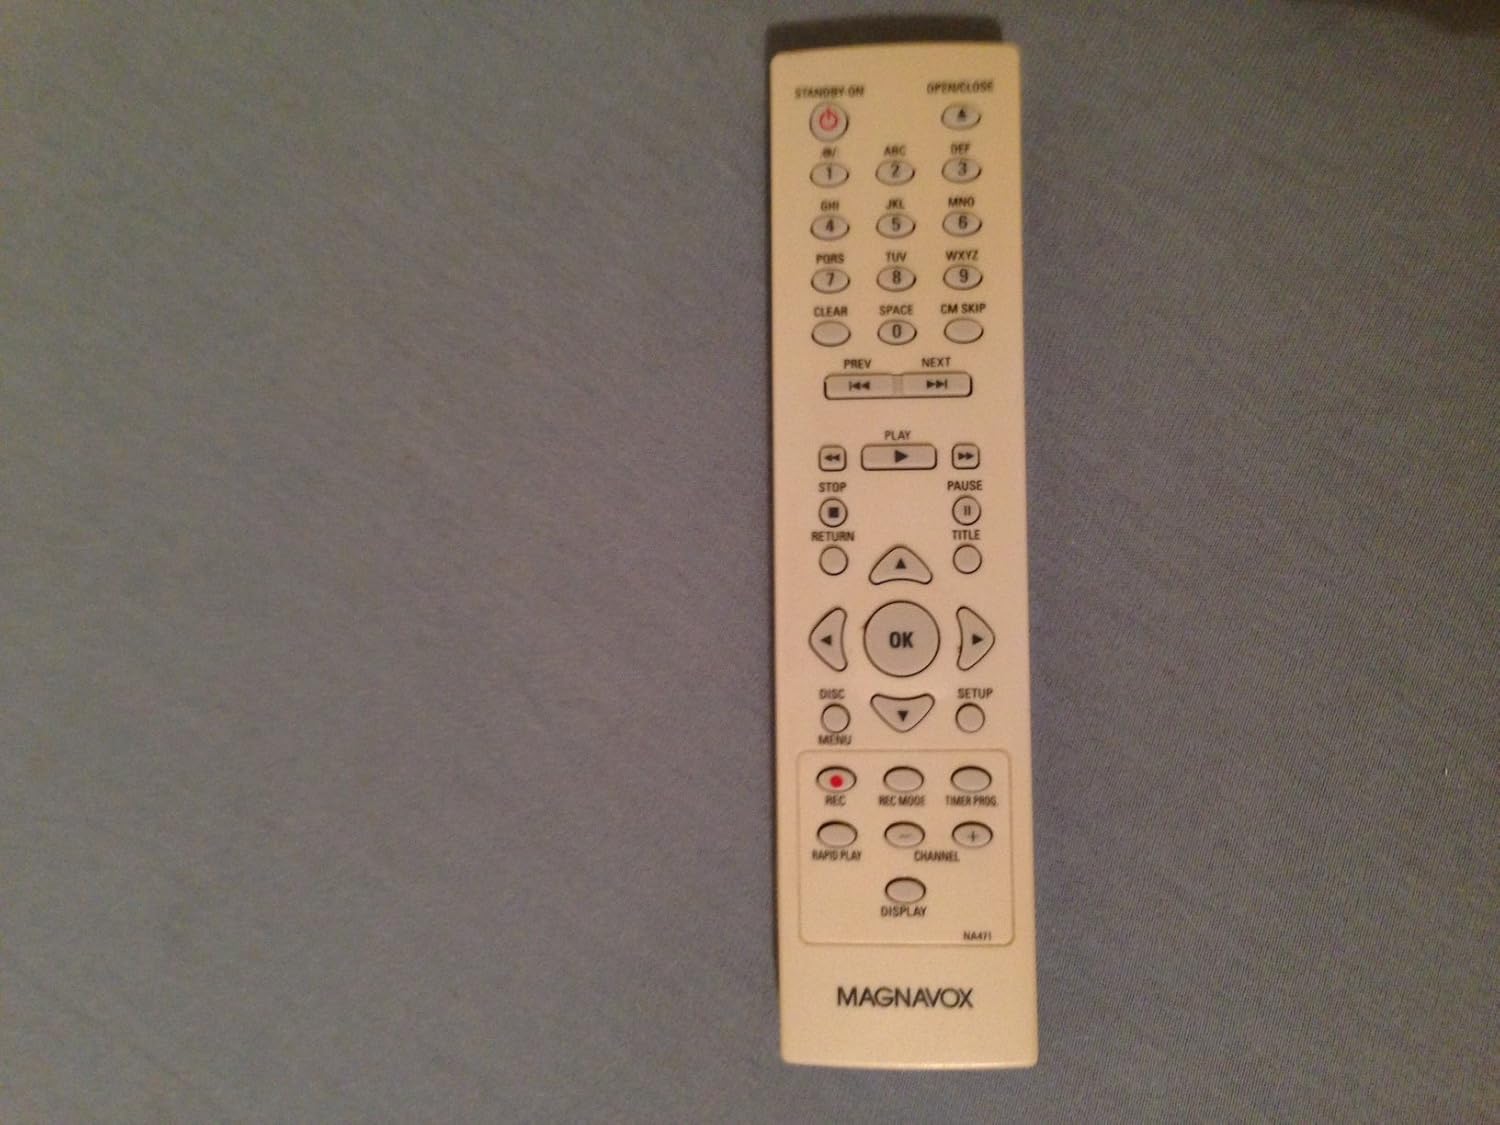 STANDBY-ON OPEN/CLOSE
@/ ABC DEF
1 2 3
GHI JKL MNO
4 5 6
PQRS TUV WXYZ
7 8 9
CLEAR SPACE CM SKIP
0
PREV NEXT
PLAY
STOP PAUSE
RETURN TITLE
OK
DISC SETUP
MENU
REC REC MODE TIMER PROG.
− +
RAPID PLAY CHANNEL
DISPLAY
NA471
MAGNAVOX